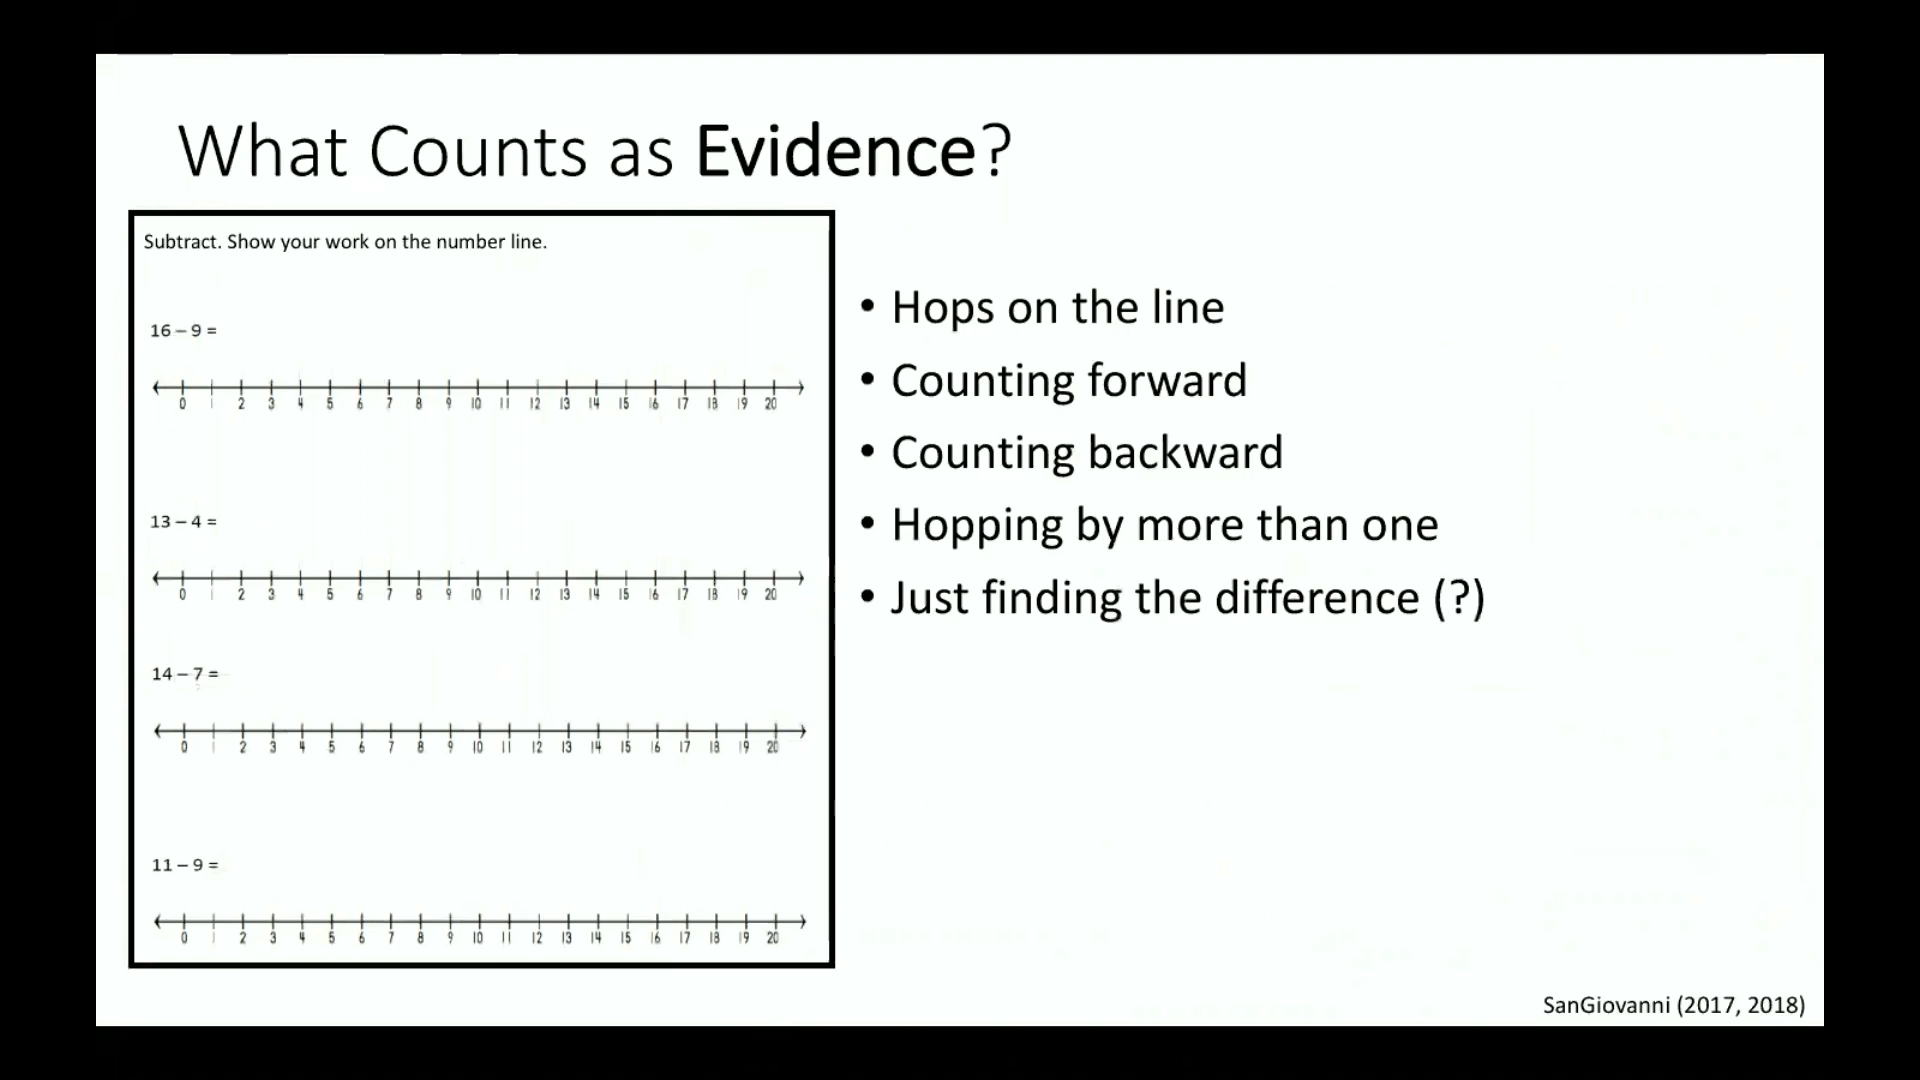 What Counts as Evidence?
Subtract. Show your work on the number line.
16 – 9 =
0 1 2 3 4 5 6 7 8 9 10 11 12 13 14 15 16 17 18 19 20
13 – 4 =
0 1 2 3 4 5 6 7 8 9 10 11 12 13 14 15 16 17 18 19 20
14 – 7 =
0 1 2 3 4 5 6 7 8 9 10 11 12 13 14 15 16 17 18 19 20
11 – 9 =
0 1 2 3 4 5 6 7 8 9 10 11 12 13 14 15 16 17 18 19 20
• Hops on the line
• Counting forward
• Counting backward
• Hopping by more than one
• Just finding the difference (?)
SanGiovanni (2017, 2018)